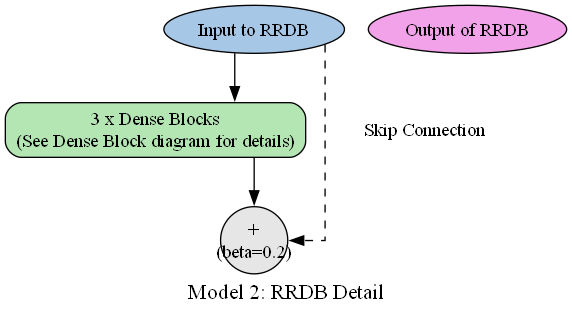 Input to RRDB
Output of RRDB
3 x Dense Blocks
(See Dense Block diagram for details)
Skip Connection
+
(beta=0.2)
Model 2: RRDB Detail